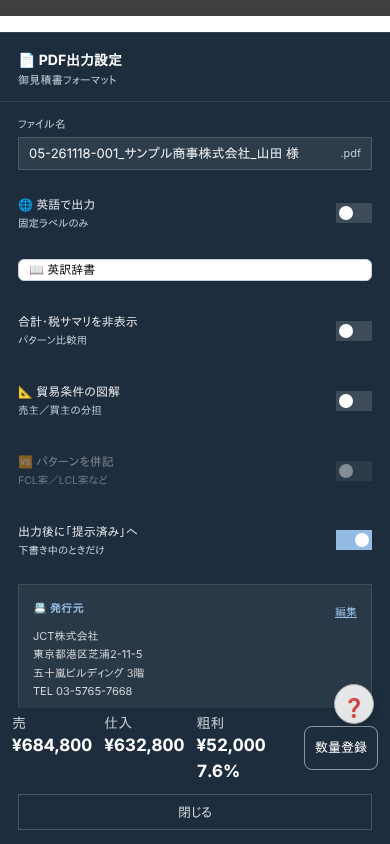 📄 PDF出力設定
御見積書フォーマット
ファイル名
05-261118-001_サンプル商事株式会社_山田 様 .pdf
🌐 英語で出力
固定ラベルのみ
📖 英訳辞書
合計・税サマリを非表示
パターン比較用
📐 貿易条件の図解
売主／買主の分担
🆚 パターンを併記
FCL案／LCL案など
出力後に「提示済み」へ
下書き中のときだけ
📇 発行元 編集
JCT株式会社
東京都港区芝浦2-11-5
五十嵐ビルディング 3階
TEL 03-5765-7668
❓
売 仕入 粗利
¥684,800 ¥632,800 ¥52,000
7.6%
数量登録
閉じる